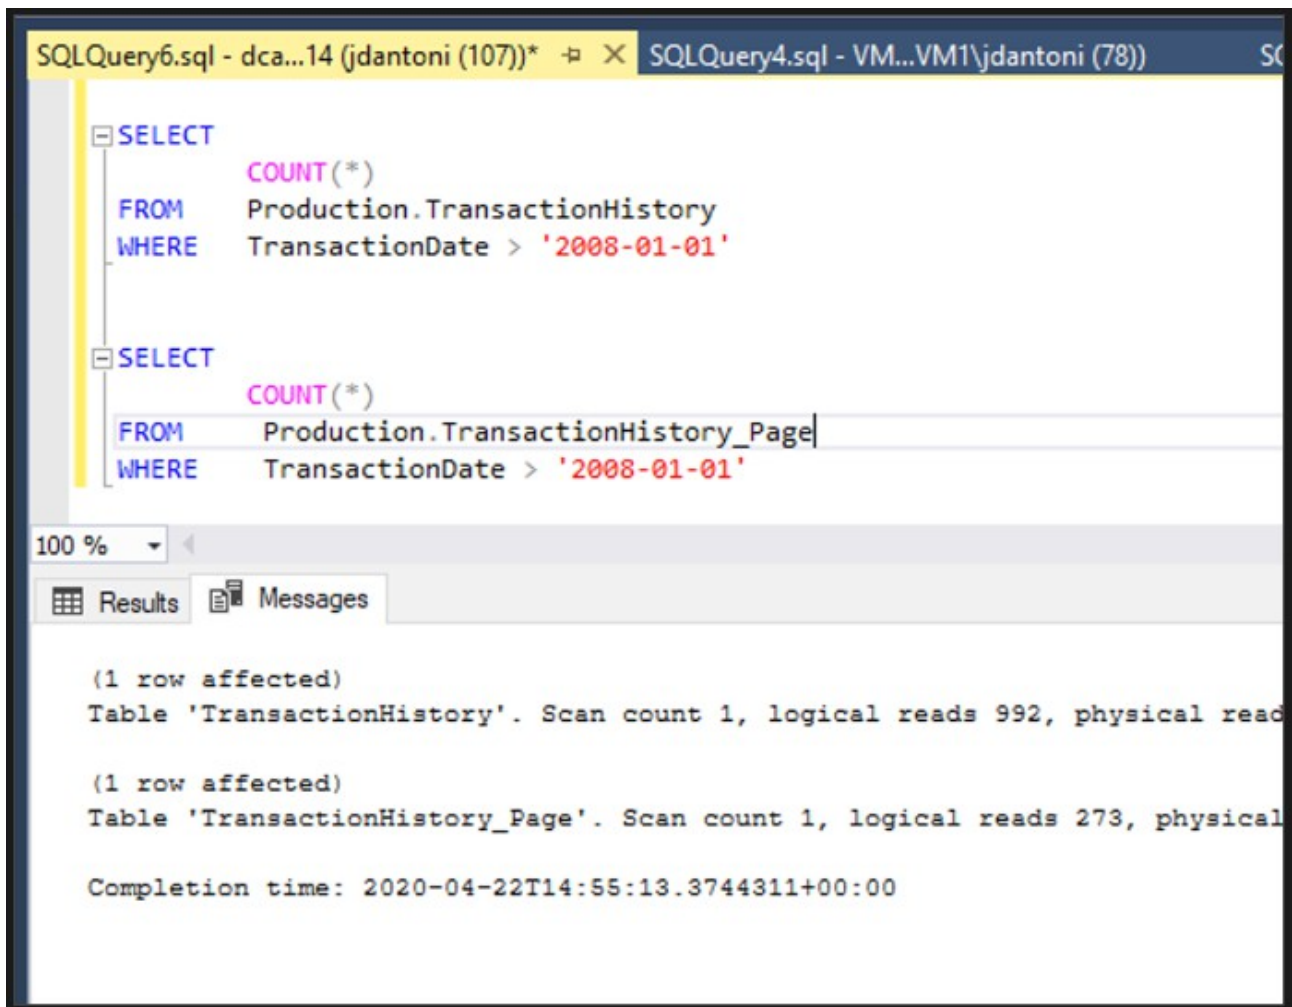 SQLQuery6.sql - dca...14 (jdantoni (107))* SQLQuery4.sql - VM...VM1\jdantoni (78))
SELECT
COUNT(*)
FROM Production.TransactionHistory
WHERE TransactionDate > '2008-01-01'
SELECT
COUNT(*)
FROM Production.TransactionHistory_Page
WHERE TransactionDate > '2008-01-01'
100 %
Results Messages
(1 row affected)
Table 'TransactionHistory'. Scan count 1, logical reads 992, physical read
(1 row affected)
Table 'TransactionHistory_Page'. Scan count 1, logical reads 273, physical
Completion time: 2020-04-22T14:55:13.3744311+00:00